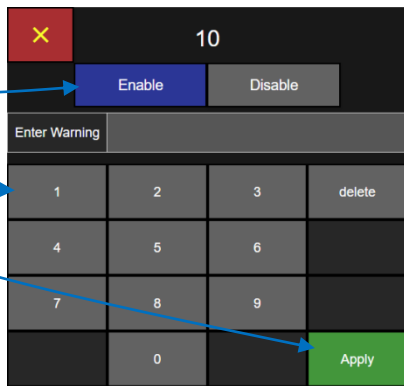 × 10
Enable Disable
Enter Warning
1 2 3 delete
4 5 6
7 8 9
0 Apply